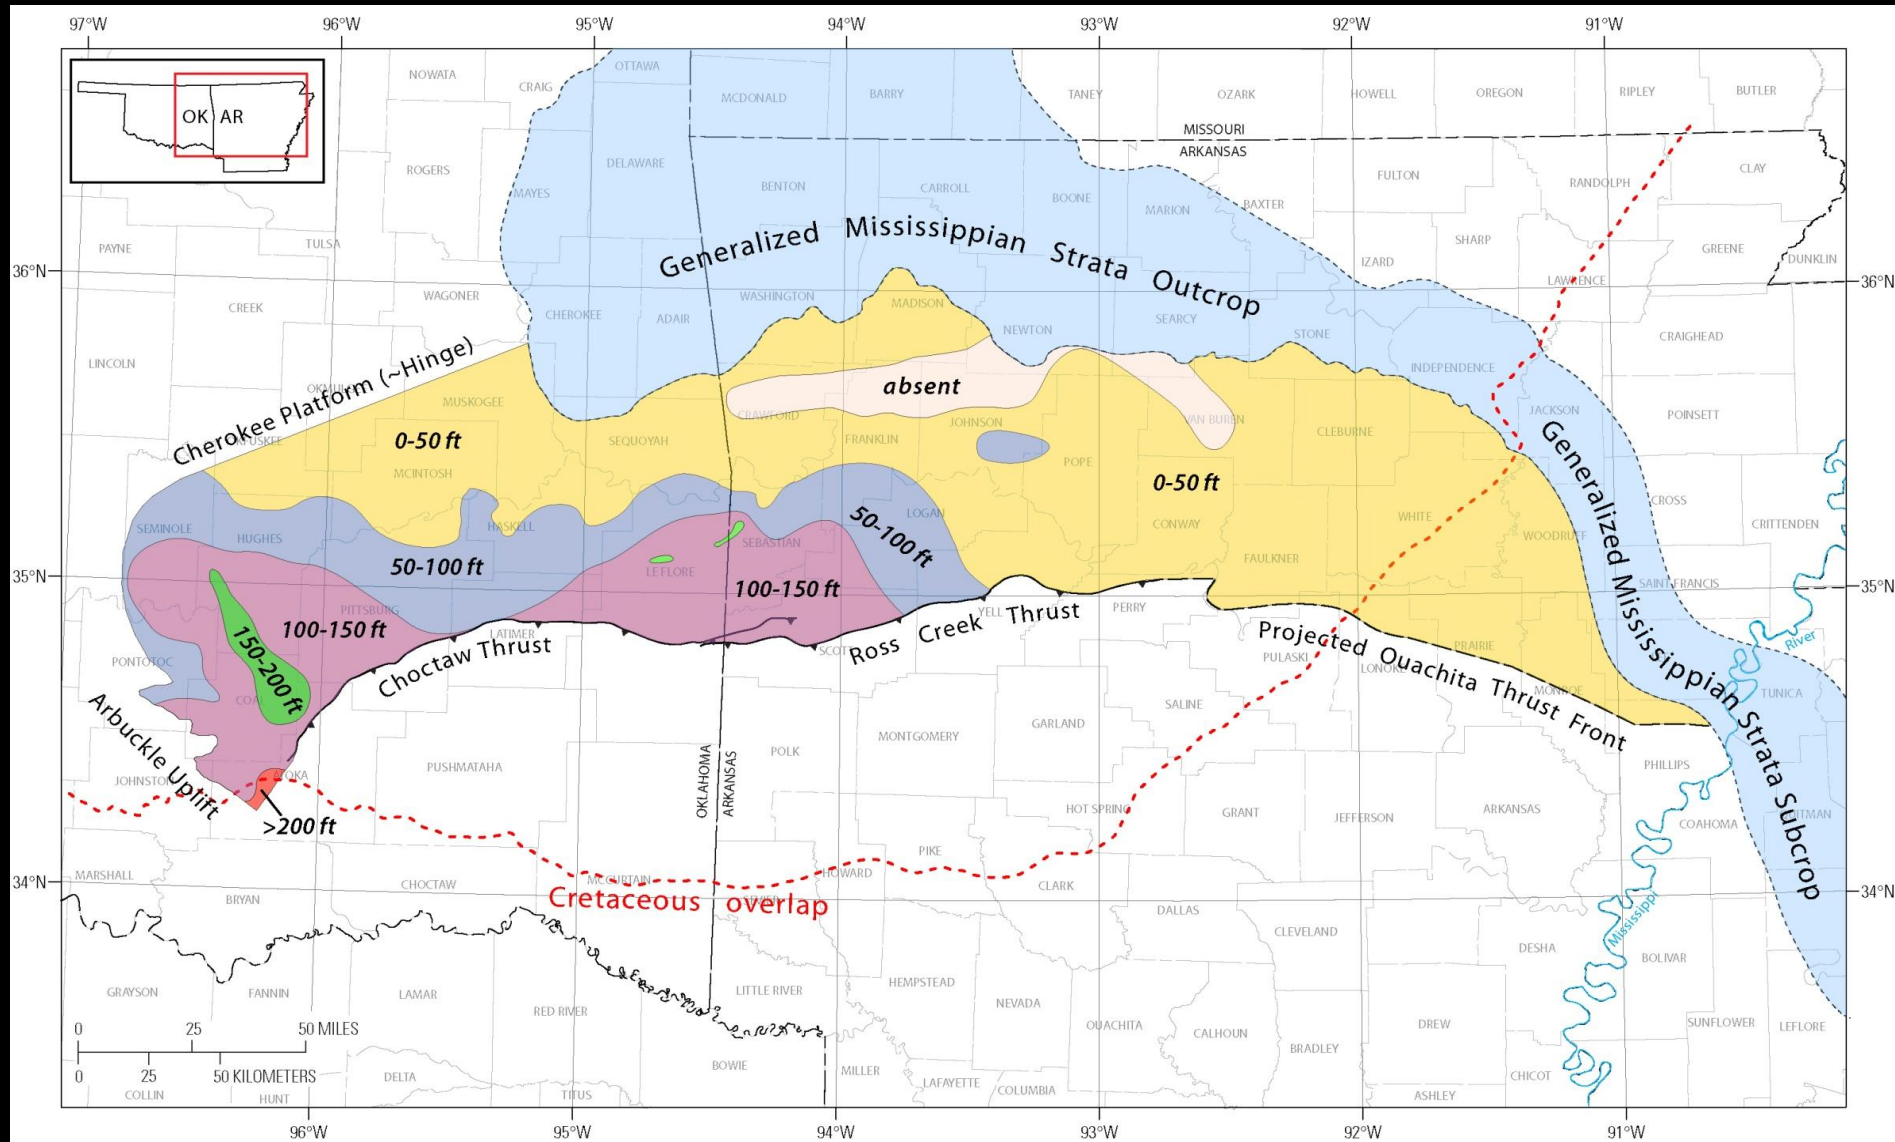 97°W 96°W 95°W 94°W 93°W 92°W 91°W
OK AR
NOWATA
CRAIG
OTTAWA
MCDONALD
BARRY
TANEY
OZARK
HOWELL
OREGON
RIPLEY
BUTLER
MISSOURI
ARKANSAS
ROGERS
MAYES
DELAWARE
BENTON
CARROLL
BOONE
MARION
BAXTER
FULTON
RANDOLPH
CLAY
PAYNE
TULSA
Generalized Mississippian Strata Outcrop
SHARP
IZARD
GREENE
DUNKLIN
36°N
36°N
CREEK
WAGONER
CHEROKEE
ADAIR
WASHINGTON
MADISON
NEWTON
SEARCY
STONE
LAWRENCE
CRAIGHEAD
LINCOLN
Cherokee Platform (~Hinge)
MUSKOGEE
absent
INDEPENDENCE
JACKSON
POINSETT
0-50 ft
MCINTOSH
SEQUOYAH
CRAWFORD
FRANKLIN
JOHNSON
POPE
VAN BUREN
CLEBURNE
0-50 ft
Generalized Mississippian Strata Subcrop
CROSS
CRITTENDEN
SEMINOLE
HUGHES
HASKELL
50-100 ft
LE FLORE
SEBASTIAN
LOGAN
50-100 ft
CONWAY
FAULKNER
WHITE
WOODRUFF
SAINT FRANCIS
35°N
35°N
100-150 ft
PITTSBURG
100-150 ft
150-200 ft
LATIMER
Choctaw Thrust
SCOTT
Ross Creek Thrust
YELL
PERRY
Projected Ouachita Thrust Front
PULASKI
LONOKE
PRAIRIE
MONROE
River
TUNICA
PONTOTOC
COAL
Arbuckle Uplift
JOHNSTON
ATOKA
>200 ft
PUSHMATAHA
OKLAHOMA
ARKANSAS
POLK
MONTGOMERY
GARLAND
SALINE
HOT SPRING
GRANT
JEFFERSON
ARKANSAS
PHILLIPS
COAHOMA
34°N
34°N
MARSHALL
BRYAN
CHOCTAW
MCCURTAIN
Cretaceous overlap
HOWARD
PIKE
CLARK
DALLAS
CLEVELAND
DESHA
Mississippi
BOLIVAR
GRAYSON
FANNIN
LAMAR
RED RIVER
LITTLE RIVER
HEMPSTEAD
NEVADA
OUACHITA
CALHOUN
BRADLEY
DREW
SUNFLOWER
LEFLORE
0 25 50 MILES
0 25 50 KILOMETERS
COLLIN
HUNT
DELTA
TITUS
BOWIE
MILLER
LAFAYETTE
COLUMBIA
ASHLEY
CHICOT
96°W 95°W 94°W 93°W 92°W 91°W